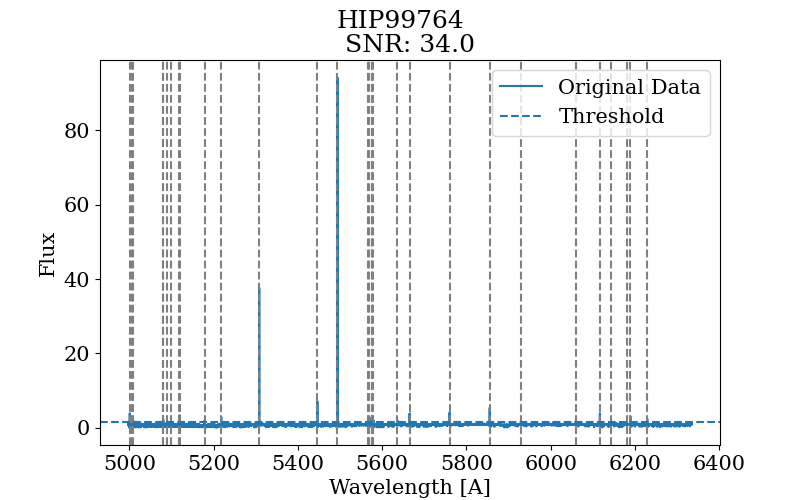 HIP99764
SNR: 34.0
Original Data
Threshold
80
60
40
20
0
Flux
5000 5200 5400 5600 5800 6000 6200 6400
Wavelength [A]